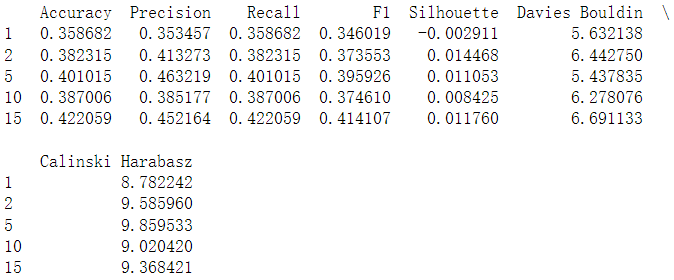 Accuracy Precision Recall F1 Silhouette Davies Bouldin \
1 0.358682 0.353457 0.358682 0.346019 -0.002911 5.632138
2 0.382315 0.413273 0.382315 0.373553 0.014468 6.442750
5 0.401015 0.463219 0.401015 0.395926 0.011053 5.437835
10 0.387006 0.385177 0.387006 0.374610 0.008425 6.278076
15 0.422059 0.452164 0.422059 0.414107 0.011760 6.691133
Calinski Harabasz
1 8.782242
2 9.585960
5 9.859533
10 9.020420
15 9.368421